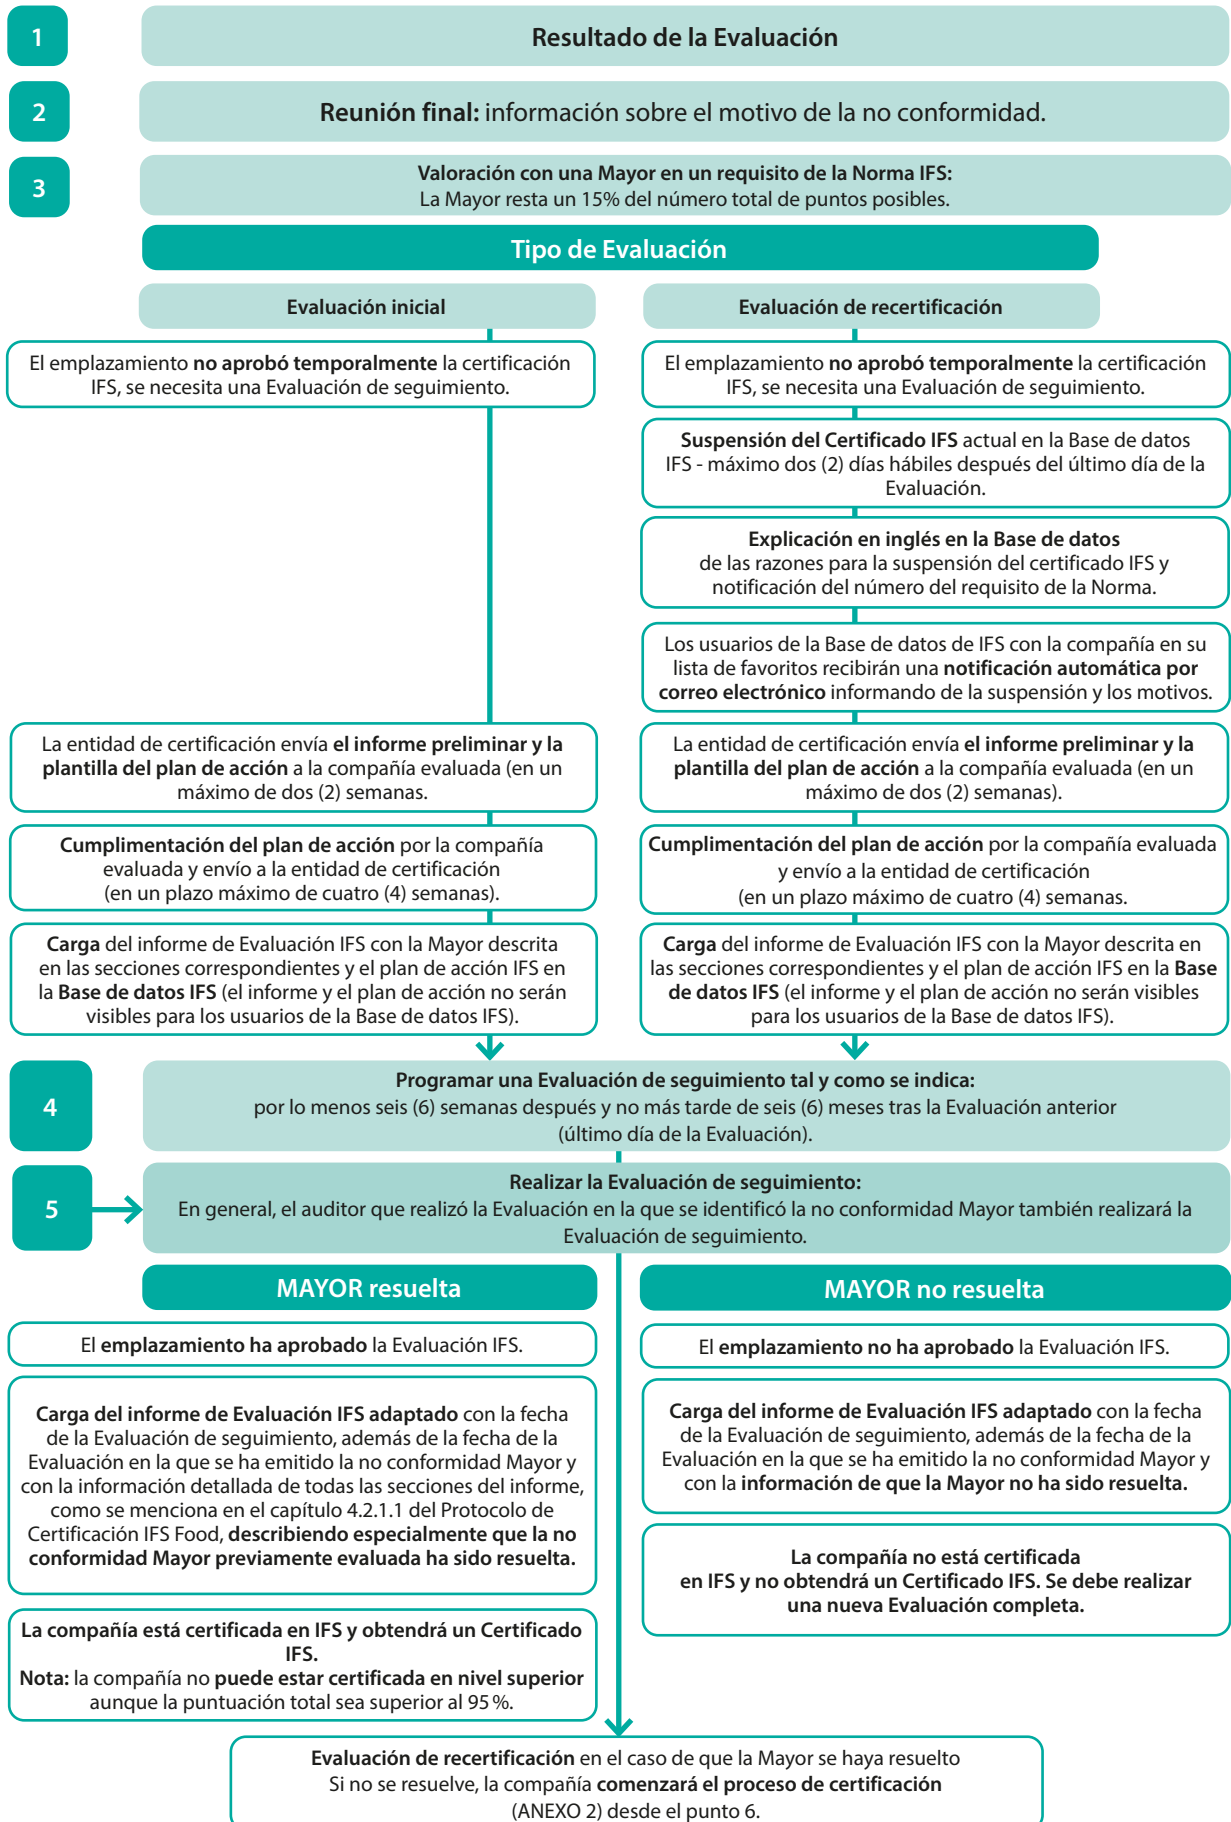 1
Resultado de la Evaluación
2
Reunión final: información sobre el motivo de la no conformidad.
3
Valoración con una Mayor en un requisito de la Norma IFS:
La Mayor resta un 15% del número total de puntos posibles.
Tipo de Evaluación
Evaluación inicial
El emplazamiento no aprobó temporalmente la certificación
IFS, se necesita una Evaluación de seguimiento.
La entidad de certificación envía el informe preliminar y la
plantilla del plan de acción a la compañía evaluada (en un
máximo de dos (2) semanas.
Cumplimentación del plan de acción por la compañía
evaluada y envío a la entidad de certificación
(en un plazo máximo de cuatro (4) semanas).
Carga del informe de Evaluación IFS con la Mayor descrita
en las secciones correspondientes y el plan de acción IFS en
la Base de datos IFS (el informe y el plan de acción no serán
visibles para los usuarios de la Base de datos IFS).
Evaluación de recertificación
El emplazamiento no aprobó temporalmente la certificación
IFS, se necesita una Evaluación de seguimiento.
Suspensión del Certificado IFS actual en la Base de datos
IFS - máximo dos (2) días hábiles después del último día de la
Evaluación.
Explicación en inglés en la Base de datos
de las razones para la suspensión del certificado IFS y
notificación del número del requisito de la Norma.
Los usuarios de la Base de datos de IFS con la compañía en su
lista de favoritos recibirán una notificación automática por
correo electrónico informando de la suspensión y los motivos.
La entidad de certificación envía el informe preliminar y la
plantilla del plan de acción a la compañía evaluada (en un
máximo de dos (2) semanas).
Cumplimentación del plan de acción por la compañía evaluada
y envío a la entidad de certificación
(en un plazo máximo de cuatro (4) semanas.
Carga del informe de Evaluación IFS con la Mayor descrita en
las secciones correspondientes y el plan de acción IFS en la Base
de datos IFS (el informe y el plan de acción no serán visibles
para los usuarios de la Base de datos IFS).
4
Programar una Evaluación de seguimiento tal y como se indica:
por lo menos seis (6) semanas después y no más tarde de seis (6) meses tras la Evaluación anterior
(último día de la Evaluación).
5
Realizar la Evaluación de seguimiento:
En general, el auditor que realizó la Evaluación en la que se identificó la no conformidad Mayor también realizará la
Evaluación de seguimiento.
MAYOR resuelta
El emplazamiento ha aprobado la Evaluación IFS.
Carga del informe de Evaluación IFS adaptado con la fecha
de la Evaluación de seguimiento, además de la fecha de la
Evaluación en la que se ha emitido la no conformidad Mayor y
con la información detallada de todas las secciones del informe,
como se menciona en el capítulo 4.2.1.1 del Protocolo de
Certificación IFS Food, describiendo especialmente que la no
conformidad Mayor previamente evaluada ha sido resuelta.
La compañía está certificada en IFS y obtendrá un Certificado
IFS.
Nota: la compañía no puede estar certificada en nivel superior
aunque la puntuación total sea superior al 95 %.
MAYOR no resuelta
El emplazamiento no ha aprobado la Evaluación IFS.
Carga del informe de Evaluación IFS adaptado con la fecha
de la Evaluación de seguimiento, además de la fecha de la
Evaluación en la que se ha emitido la no conformidad Mayor y
con la información de que la Mayor no ha sido resuelta.
La compañía no está certificada
en IFS y no obtendrá un Certificado IFS. Se debe realizar
una nueva Evaluación completa.
Evaluación de recertificación en el caso de que la Mayor se haya resuelto
Si no se resuelve, la compañía comenzará el proceso de certificación
(ANEXO 2) desde el punto 6.